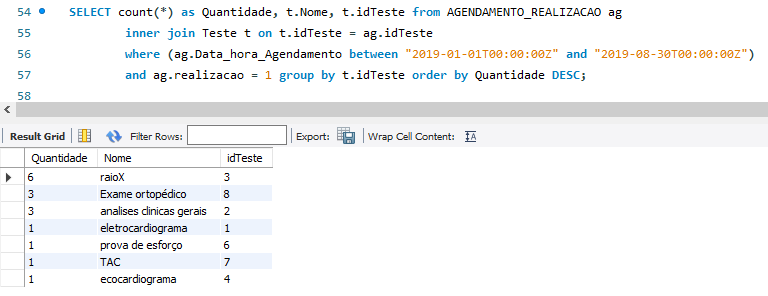 54 SELECT count(*) as Quantidade, t.Nome, t.idTeste from AGENDAMENTO_REALIZACAO ag
55 inner join Teste t on t.idTeste = ag.idTeste
56 where (ag.Data_hora_Agendamento between "2019-01-01T00:00:00Z" and "2019-08-30T00:00:00Z")
57 and ag.realizacao = 1 group by t.idTeste order by Quantidade DESC;
58
Result Grid Filter Rows: Export: Wrap Cell Content:
Quantidade Nome idTeste
6 raioX 3
3 Exame ortopédico 8
3 analises clinicas gerais 2
1 eletrocardiograma 1
1 prova de esforço 6
1 TAC 7
1 ecocardiograma 4